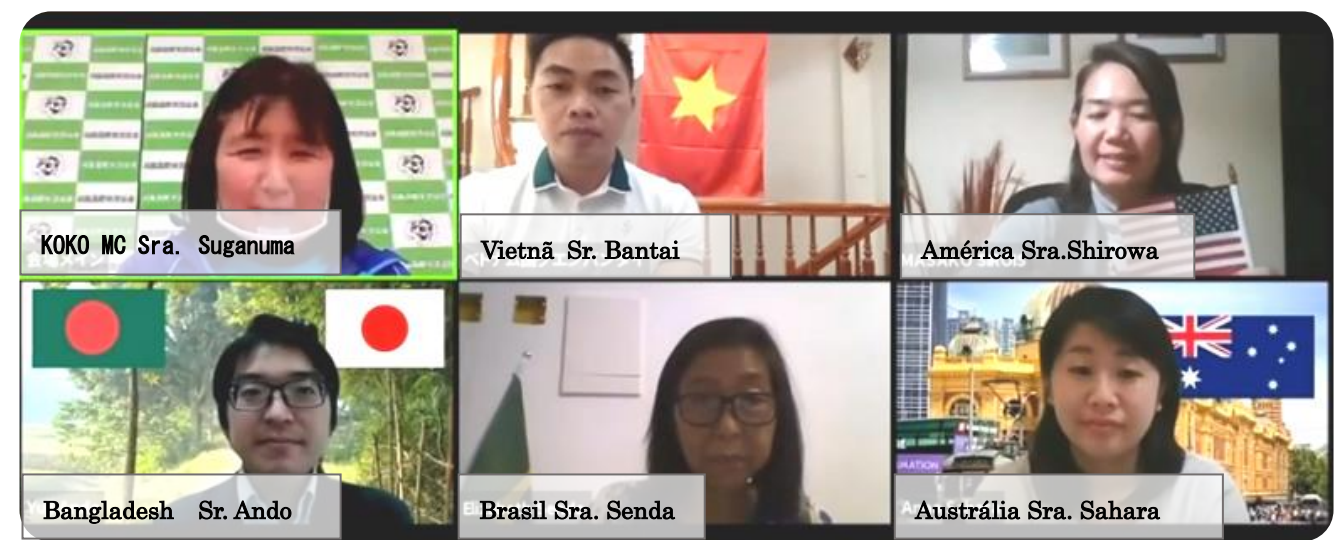 KOKO MC Sra. Suganuma
Vietnã Sr. Bantai
América Sra.Shirowa
Bangladesh Sr. Ando
Brasil Sra. Senda
Austrália Sra. Sahara